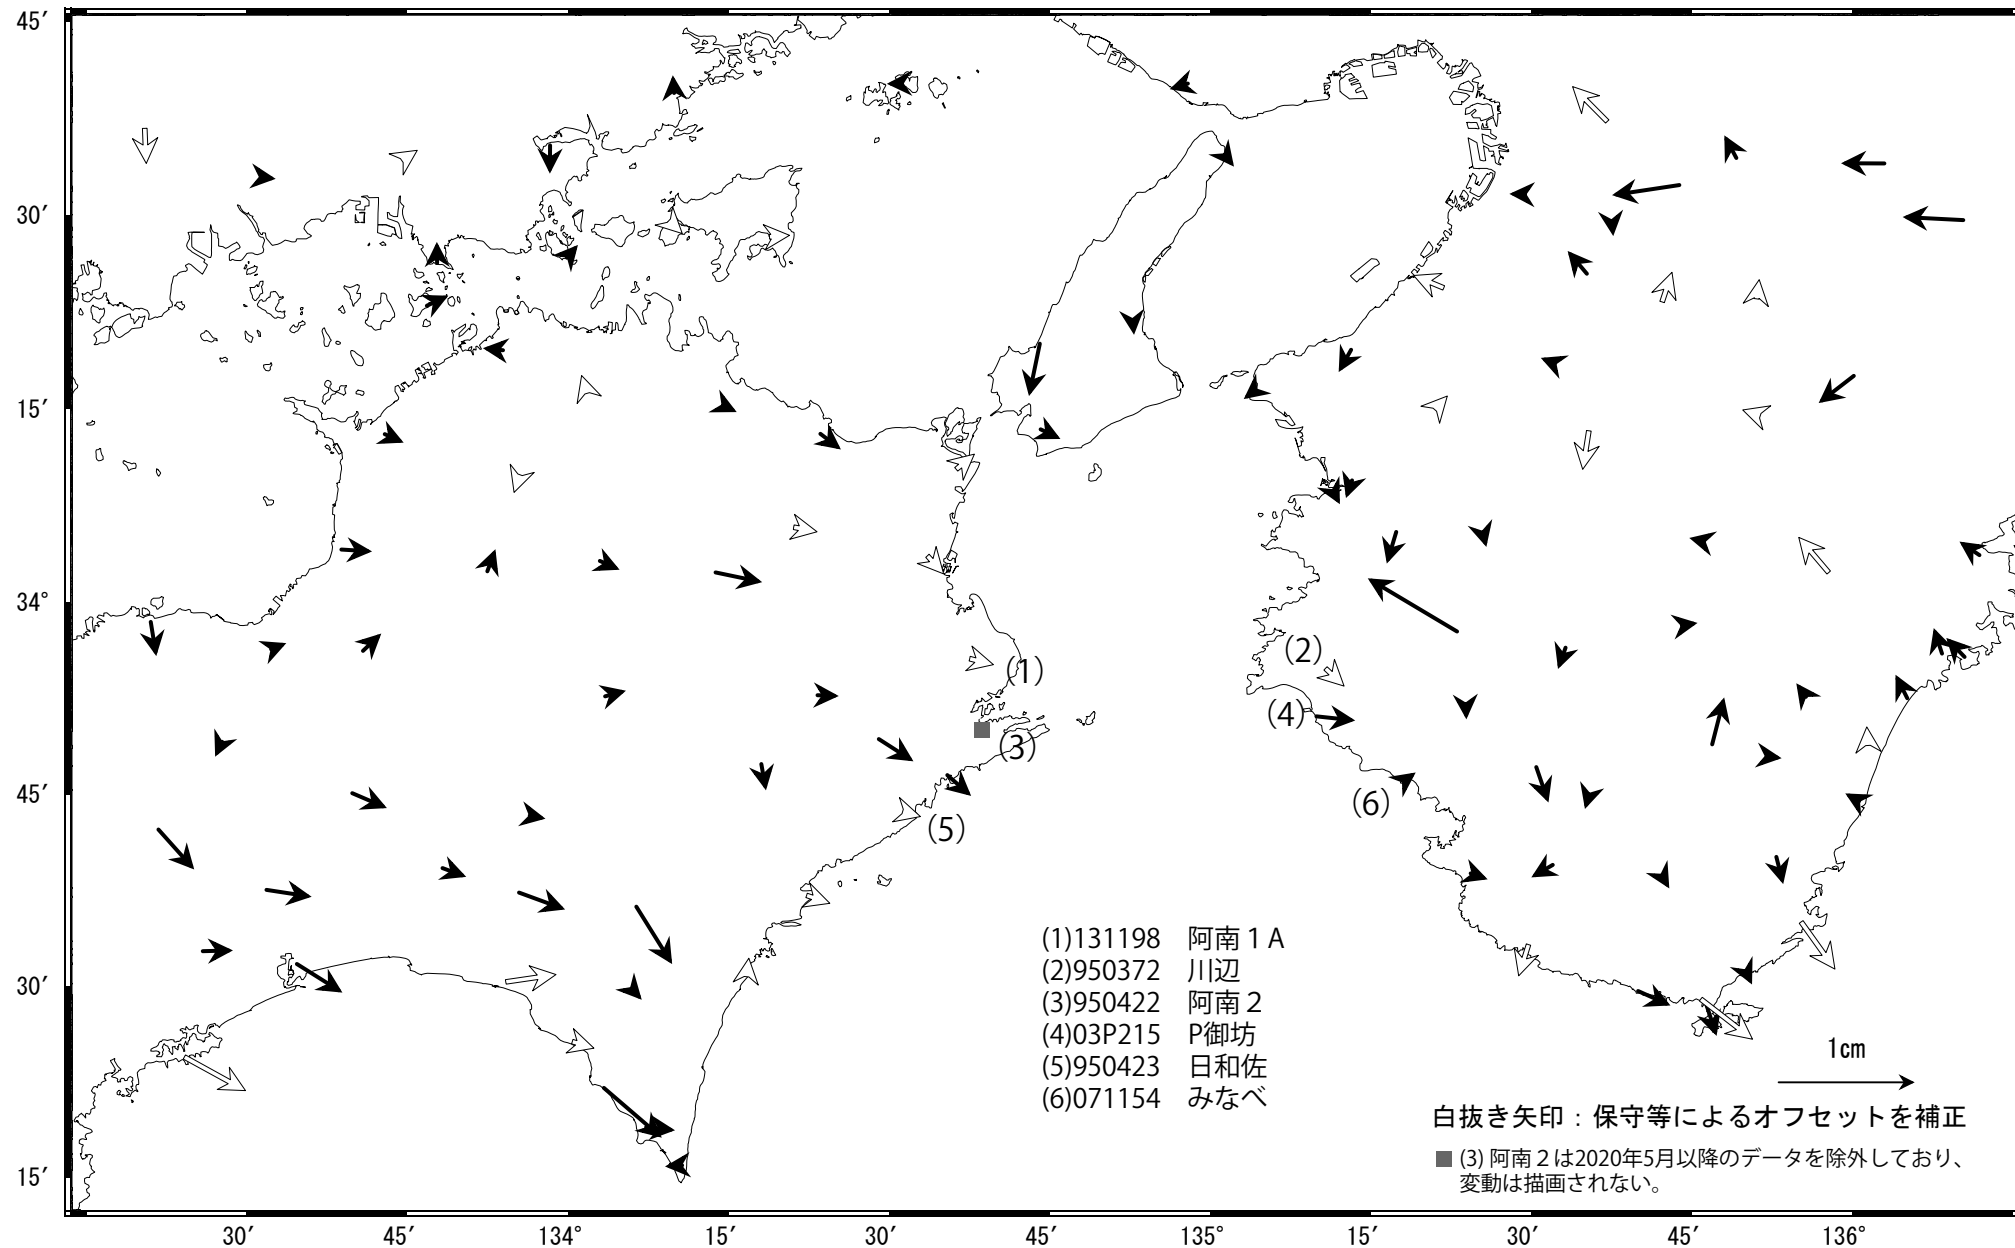 45′
30′
15′
34°
45′
30′
15′
(1)
(2)
(3)
(4)
(5)
(6)
(1)131198 阿南１A
(2)950372 川辺
(3)950422 阿南２
(4)03P215 P御坊
(5)950423 日和佐
(6)071154 みなべ
1cm
白抜き矢印：保守等によるオフセットを補正
(3) 阿南２は2020年5月以降のデータを除外しており、
変動は描画されない。
30′ 45′ 134° 15′ 30′ 45′ 135° 15′ 30′ 45′ 136°